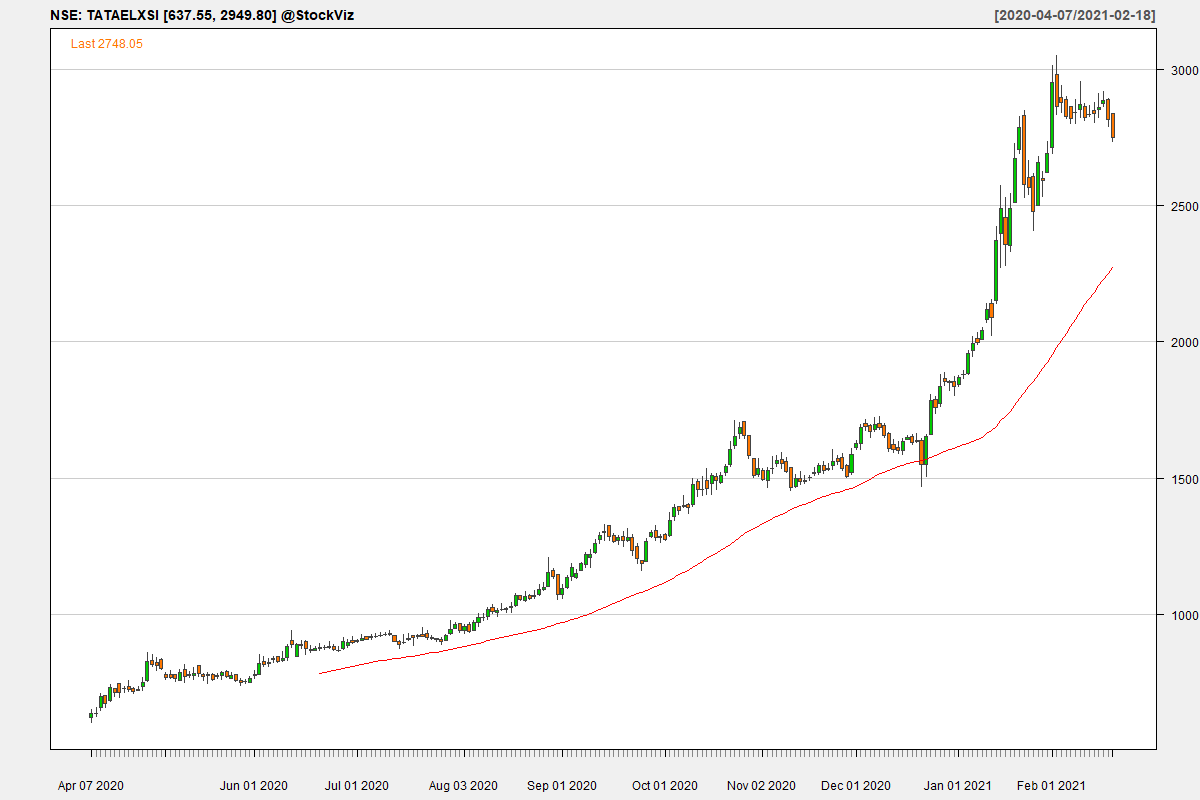 NSE: TATAELXSI [637.55, 2949.80] @StockViz
[2020-04-07/2021-02-18]
Last 2748.05
3000
2500
2000
1500
1000
Apr 07 2020 Jun 01 2020 Jul 01 2020 Aug 03 2020 Sep 01 2020 Oct 01 2020 Nov 02 2020 Dec 01 2020 Jan 01 2021 Feb 01 2021